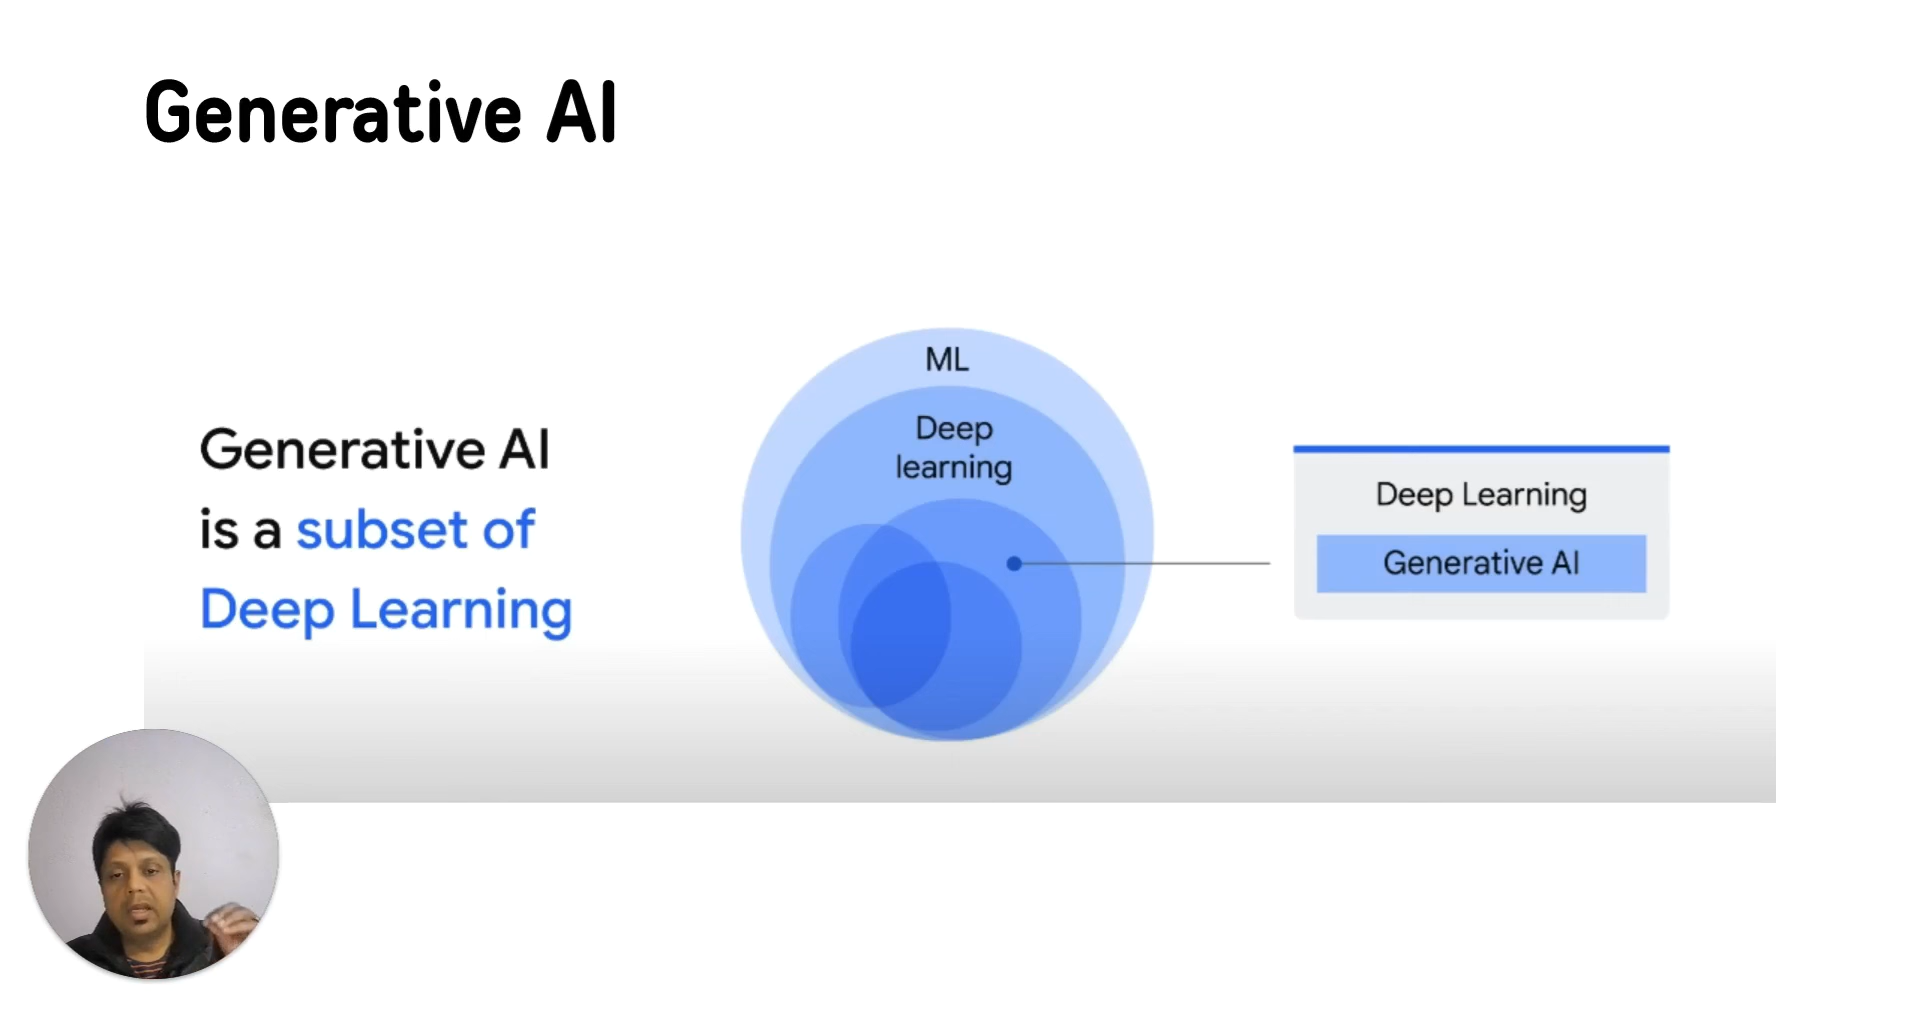 Generative AI
Generative AI
is a subset of
Deep Learning
ML
Deep
learning
Deep Learning
Generative AI